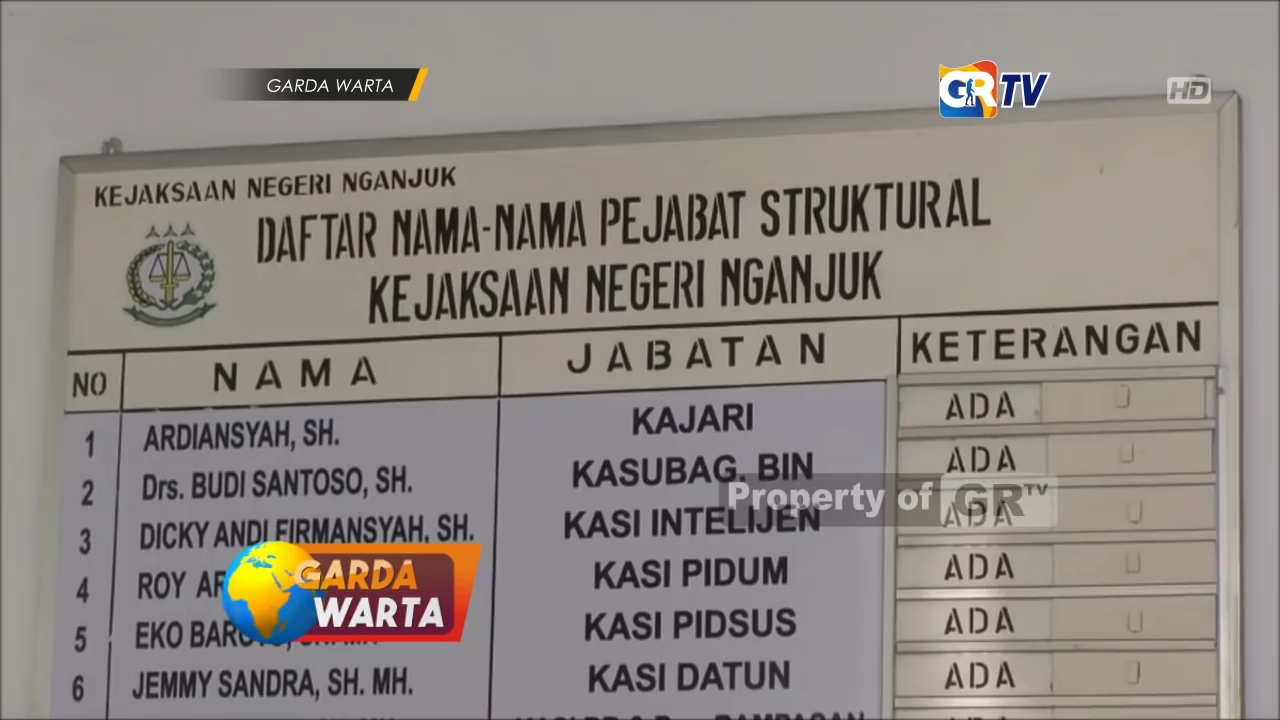 GARDA WARTA
GR TV
HD
KEJAKSAAN NEGERI NGANJUK
DAFTAR NAMA-NAMA PEJABAT STRUKTURAL
KEJAKSAAN NEGERI NGANJUK
NO NAMA JABATAN KETERANGAN
1 ARDIANSYAH, SH. KAJARI ADA
2 Drs. BUDI SANTOSO, SH. KASUBAG. BIN ADA
Property of GRTV
3 DICKY ANDI FIRMANSYAH, SH. KASI INTELIJEN ADA
4 ROY KASI PIDUM ADA
GARDA
WARTA
5 EKO KASI PIDSUS ADA
6 JEMMY SANDRA, SH. MH. KASI DATUN ADA